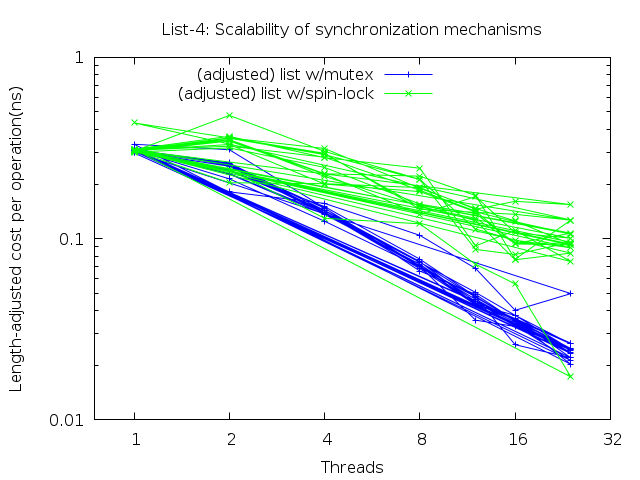 List-4: Scalability of synchronization mechanisms
(adjusted) list w/mutex
(adjusted) list w/spin-lock
Length-adjusted cost per operation(ns)
1
0.1
0.01
1 2 4 8 16 32
Threads